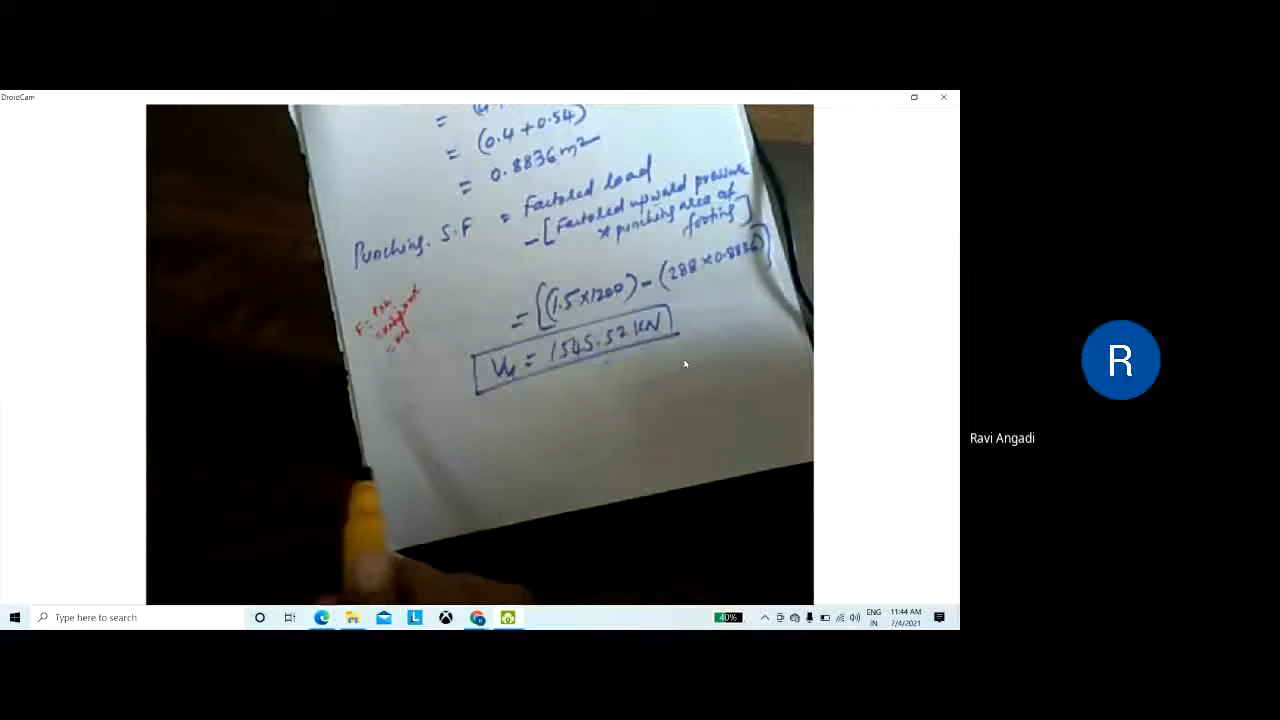 DroidCam
=
= (0.4+0.54)
= 0.8836m²
Punching. S.F = Factored load
- [Factored upward pressure
* punching area of
footing]
= [(1.5×1200) - (288×0.8836)]
Vu = 1545.52 KN
R
Ravi Angadi
Type here to search
40%
ENG
IN
11:44 AM
7/4/2021